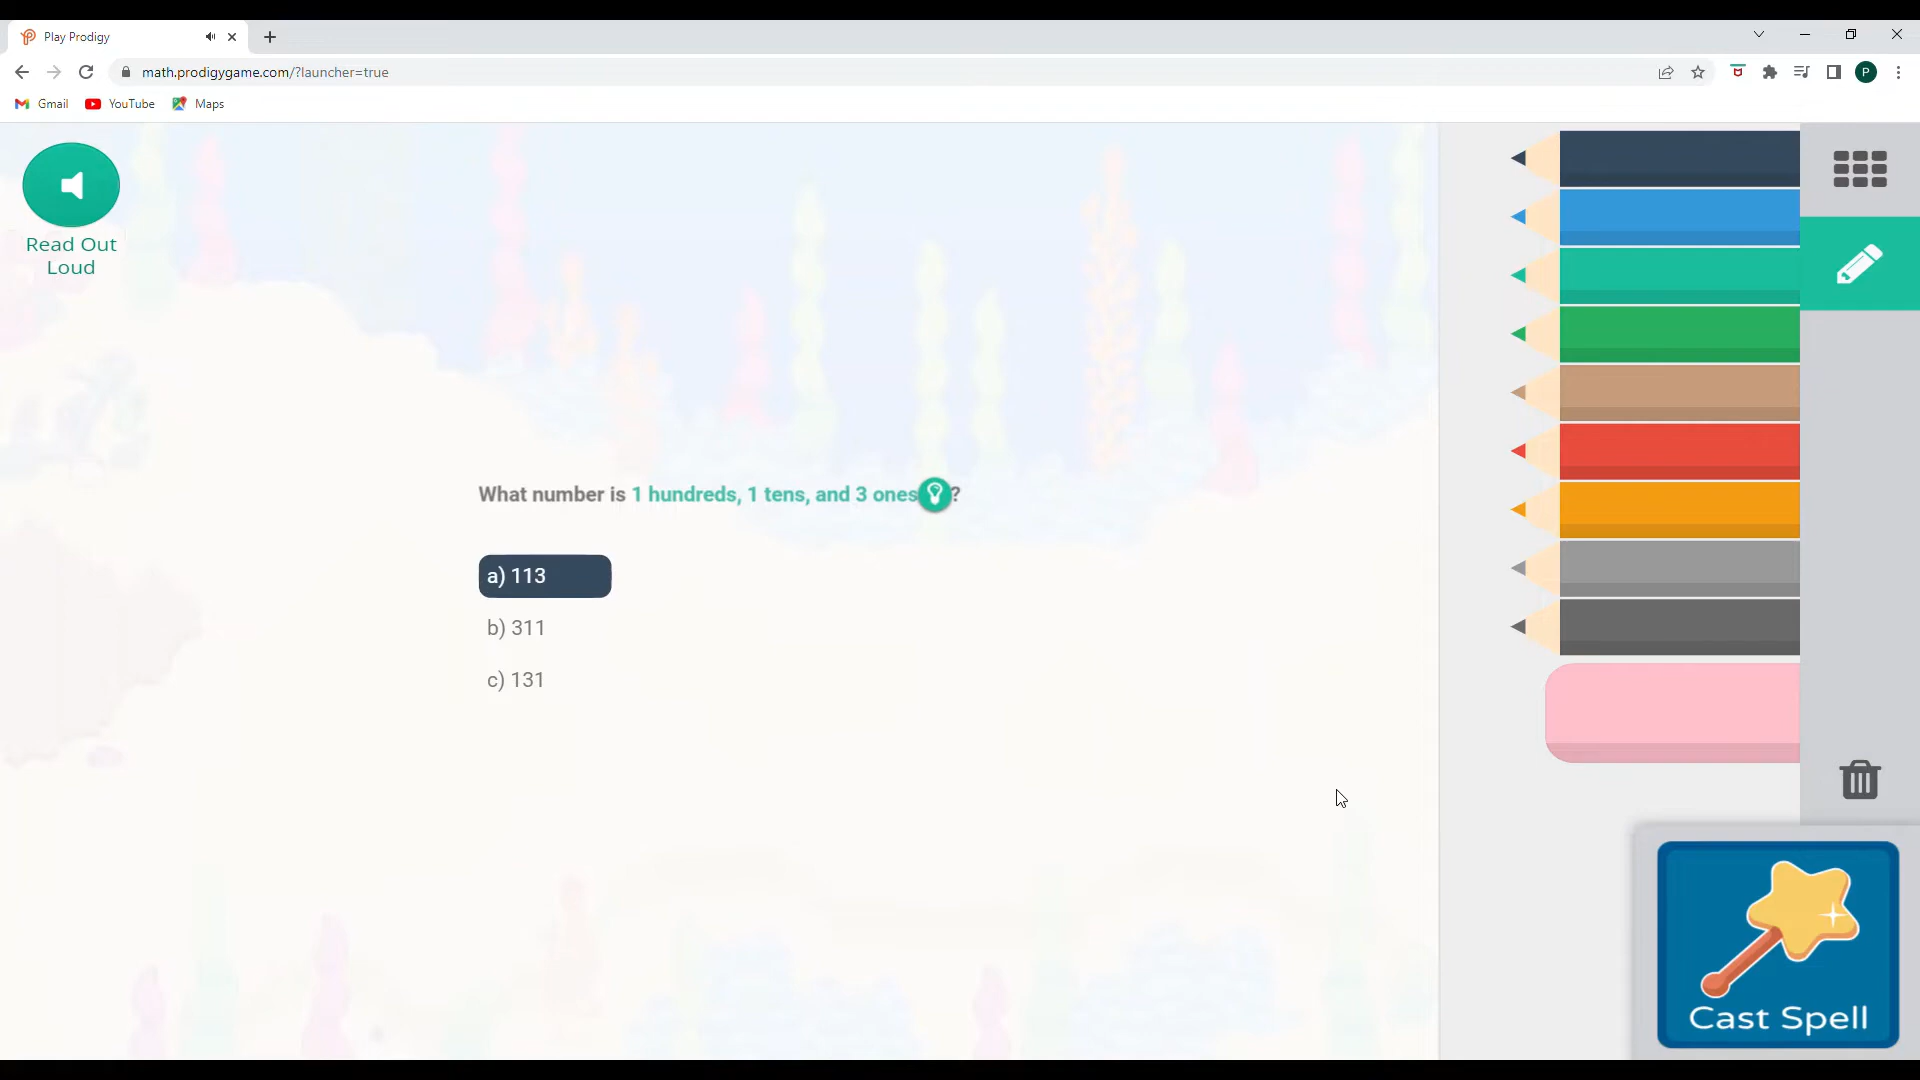 Play Prodigy
math.prodigygame.com/?launcher=true
P
Gmail YouTube Maps
Read Out
Loud
What number is 1 hundreds, 1 tens, and 3 ones ?
a) 113
b) 311
c) 131
Cast Spell